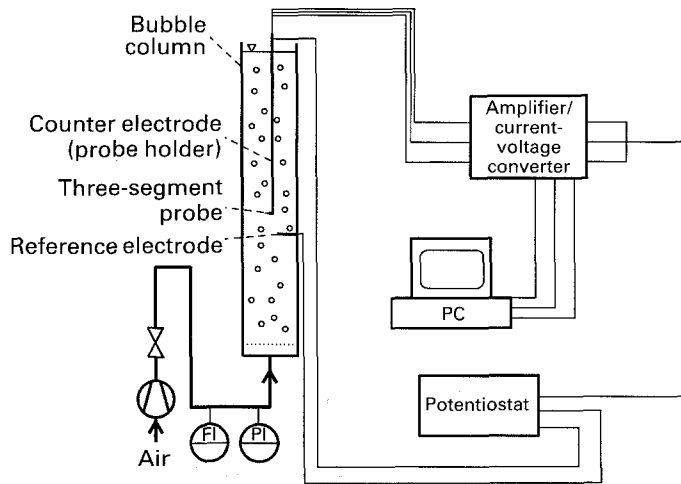 Bubble
column
Counter electrode
(probe holder)
Three-segment
probe
Reference electrode
Amplifier/
current-
voltage
converter
PC
Potentiostat
FI
PI
Air